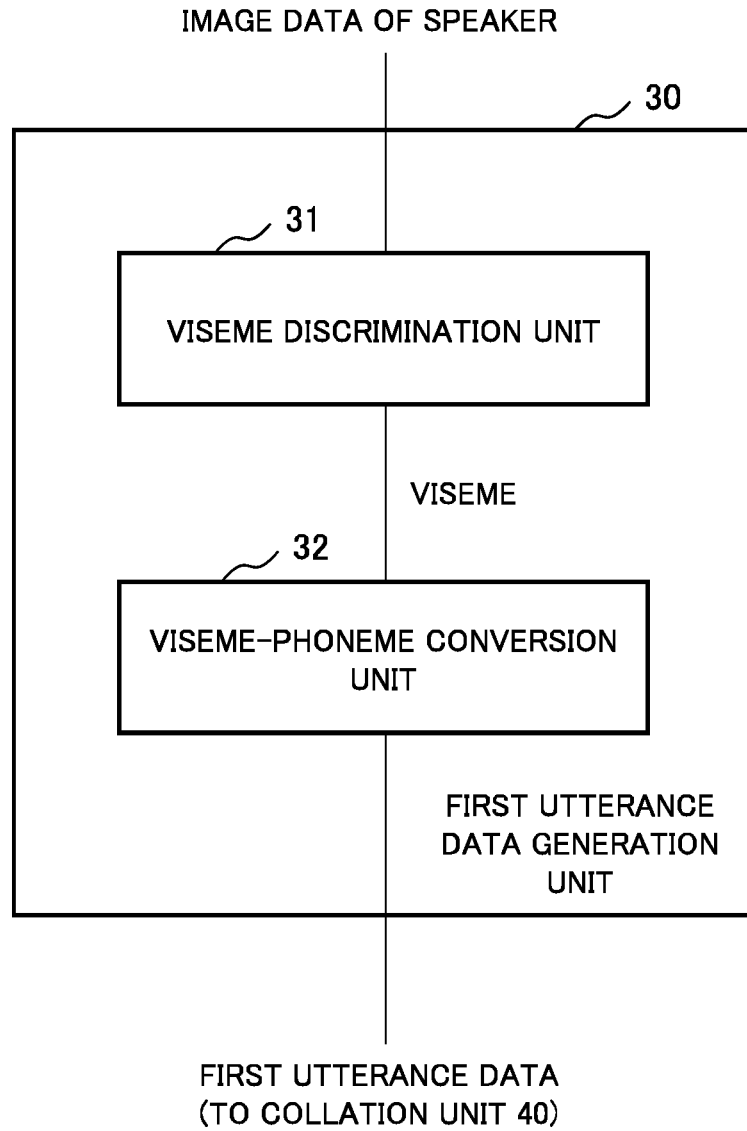 IMAGE DATA OF SPEAKER
30
31
VISEME DISCRIMINATION UNIT
VISEME
32
VISEME-PHONEME CONVERSION
UNIT
FIRST UTTERANCE
DATA GENERATION
UNIT
FIRST UTTERANCE DATA
(TO COLLATION UNIT 40)